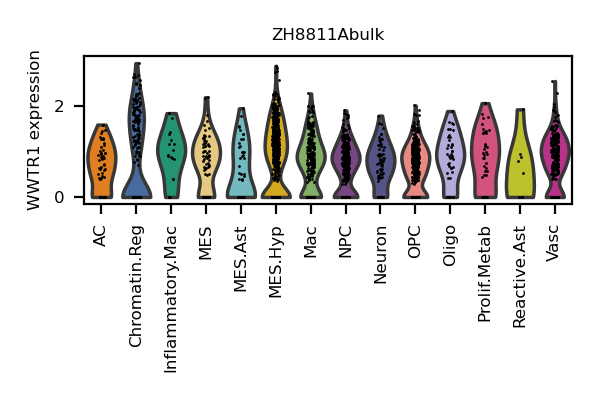 ZH8811Abulk
WWTR1 expression
2
0
AC
Chromatin.Reg
Inflammatory.Mac
MES
MES.Ast
MES.Hyp
Mac
NPC
Neuron
OPC
Oligo
Prolif.Metab
Reactive.Ast
Vasc